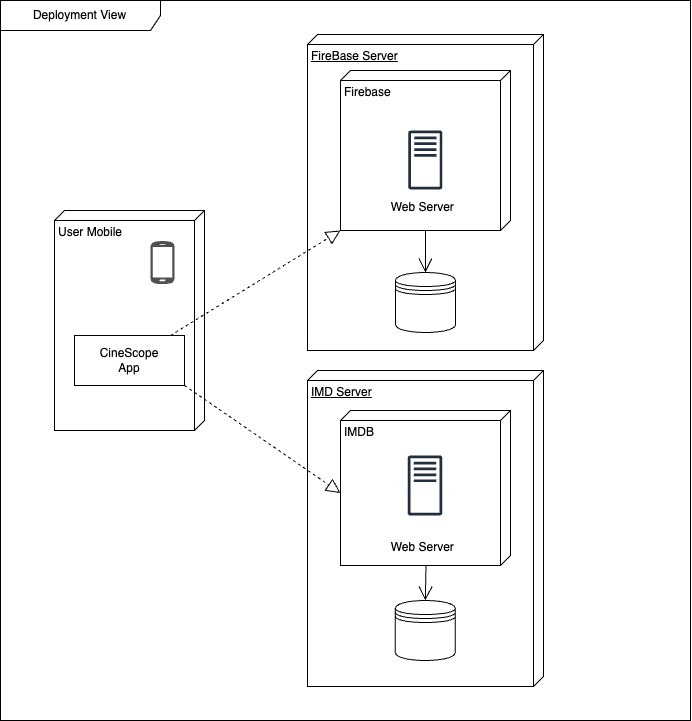 Deployment View
FireBase Server
Firebase
Web Server
User Mobile
CineScope
App
IMD Server
IMDB
Web Server